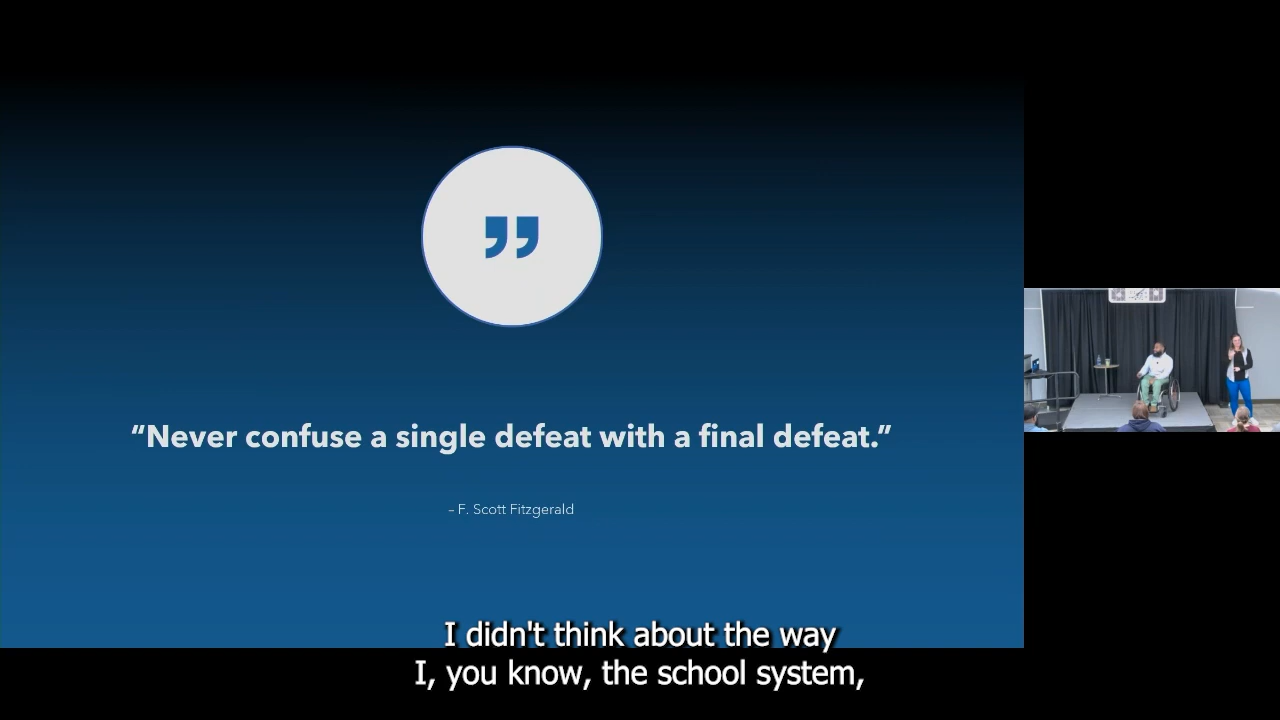 ”
“Never confuse a single defeat with a final defeat.”
– F. Scott Fitzgerald
I didn't think about the way
I, you know, the school system,